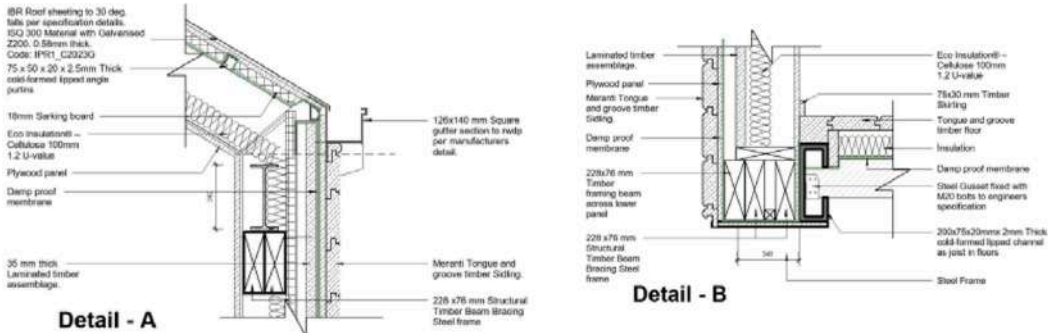 IBR Roof sheeting to 30 deg.
falls per specification details.
ISQ 300 Material with Galvanised
Z200. 0.58mm thick.
Code: IPR1_C2023G
75 x 50 x 20 x 2.5mm Thick
cold-formed lipped angle
purlins
18mm Sarking board
Eco Insulation® –
Cellulose 100mm
1.2 U-value
Plywood panel
Damp proof
membrane
35 mm thick
Laminated timber
assemblage.
126x140 mm Square
gutter section to rwdp
per manufacturers
detail.
Meranti Tongue and
groove timber Sidling.
228 x76 mm Structural
Timber Beam Bracing
Steel frame
Detail - A
Laminated timber
assemblage.
Plywood panel
Meranti Tongue
and groove timber
Sidling.
Damp proof
membrane
228x76 mm
Timber
framing beam
across lower
panel
228 x76 mm
Structural
Timber Beam
Bracing Steel
frame
Eco Insulation® –
Cellulose 100mm
1.2 U-value
76x30 mm Timber
Skirting
Tongue and groove
timber floor
Insulation
Damp proof membrane
Steel Gusset fixed with
M20 bolts to engineers
specification
200x75x20mmx 2mm Thick
cold-formed lipped channel
as joist in floors
Steel Frame
Detail - B